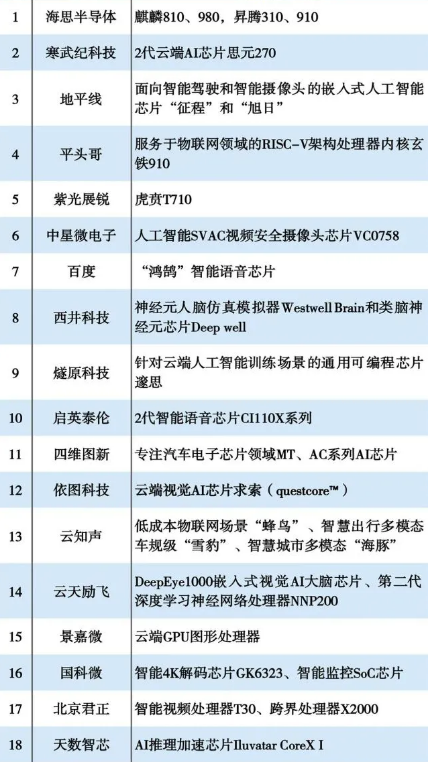 1 海思半导体 麒麟810、980，昇腾310、910
2 寒武纪科技 2代云端AI芯片思元270
3 地平线 面向智能驾驶和智能摄像头的嵌入式人工智能
芯片“征程”和“旭日”
4 平头哥 服务于物联网领域的RISC-V架构处理器内核玄
铁910
5 紫光展锐 虎贲T710
6 中星微电子 人工智能SVAC视频安全摄像头芯片VC0758
7 百度 “鸿鹄”智能语音芯片
8 西井科技 神经元人脑仿真模拟器Westwell Brain和类脑神
经元芯片Deep well
9 燧原科技 针对云端人工智能训练场景的通用可编程芯片
邃思
10 启英泰伦 2代智能语音芯片CI110X系列
11 四维图新 专注汽车电子芯片领域MT、AC系列AI芯片
12 依图科技 云端视觉AI芯片求索（questcore™）
13 云知声 低成本物联网场景“蜂鸟”、智慧出行多模态
车规级“雪豹”、智慧城市多模态“海豚”
14 云天励飞 DeepEye1000嵌入式视觉AI大脑芯片、第二代
深度学习神经网络处理器NNP200
15 景嘉微 云端GPU图形处理器
16 国科微 智能4K解码芯片GK6323、智能监控SoC芯片
17 北京君正 智能视频处理器T30、跨界处理器X2000
18 天数智芯 AI推理加速芯片Iluvatar CoreX I